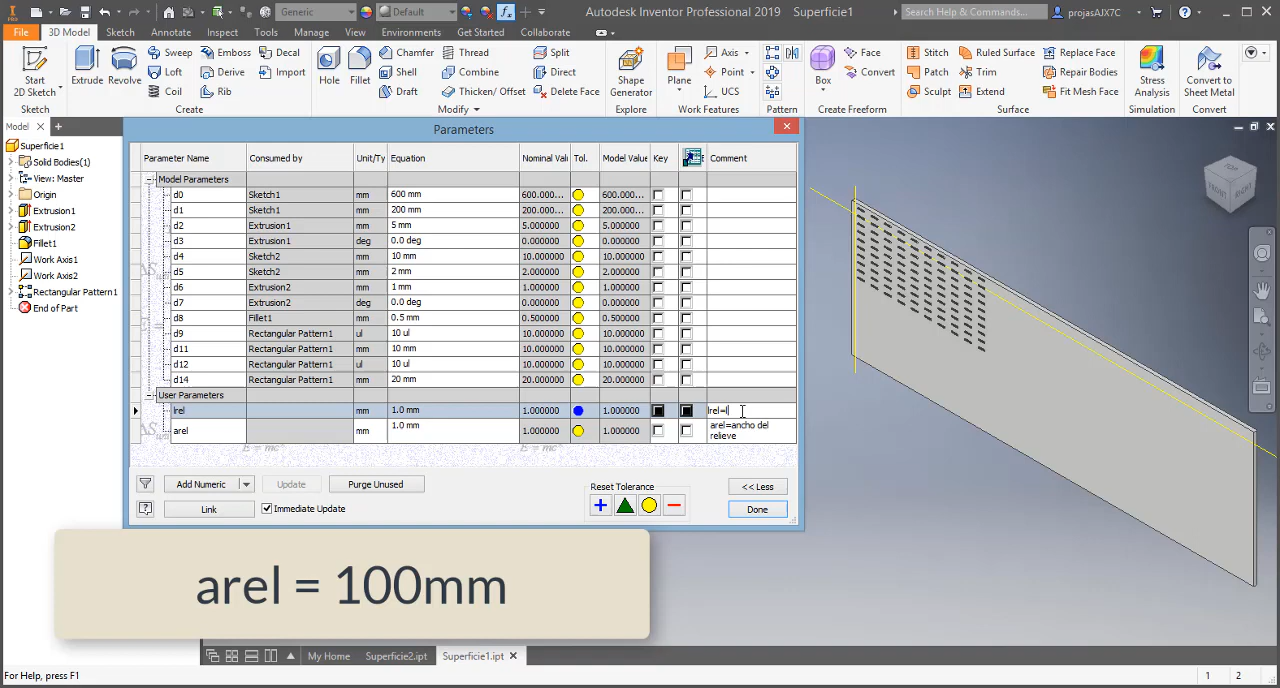 PRO
Generic
Default
Autodesk Inventor Professional 2019 Superficie1
Search Help & Commands...
projasAJX7C
File 3D Model Sketch Annotate Inspect Tools Manage View Environments Get Started Collaborate
Start
2D Sketch
Extrude
Revolve
Sweep
Loft
Coil
Emboss
Derive
Rib
Decal
Import
Hole
Fillet
Chamfer
Shell
Draft
Thread
Combine
Thicken/ Offset
Split
Direct
Delete Face
Shape
Generator
Plane
Axis
Point
UCS
Box
Face
Convert
Stitch
Patch
Sculpt
Ruled Surface
Trim
Extend
Replace Face
Repair Bodies
Fit Mesh Face
Stress
Analysis
Convert to
Sheet Metal
Sketch Create Modify Explore Work Features Pattern Create Freeform Surface Simulation Convert
Model
Superficie1
Solid Bodies(1)
View: Master
Origin
Extrusion1
Extrusion2
Fillet1
Work Axis1
Work Axis2
Rectangular Pattern1
End of Part
Parameters
Parameter Name Consumed by Unit/Ty Equation Nominal Val Tol. Model Value Key Comment
Model Parameters
d0 Sketch1 mm 600 mm 600.000... 600.000...
d1 Sketch1 mm 200 mm 200.000... 200.000...
d2 Extrusion1 mm 5 mm 5.000000 5.000000
d3 Extrusion1 deg 0.0 deg 0.000000 0.000000
d4 Sketch2 mm 10 mm 10.000000 10.000000
d5 Sketch2 mm 2 mm 2.000000 2.000000
d6 Extrusion2 mm 1 mm 1.000000 1.000000
d7 Extrusion2 deg 0.0 deg 0.000000 0.000000
d8 Fillet1 mm 0.5 mm 0.500000 0.500000
d9 Rectangular Pattern1 ul 10 ul 10.000000 10.000000
d11 Rectangular Pattern1 mm 10 mm 10.000000 10.000000
d12 Rectangular Pattern1 ul 10 ul 10.000000 10.000000
d14 Rectangular Pattern1 mm 20 mm 20.000000 20.000000
User Parameters
lrel mm 1.0 mm 1.000000 1.000000 lrel=l
arel mm 1.0 mm 1.000000 1.000000 arel=ancho del
relieve
E = mc²
Add Numeric Update Purge Unused
Link Immediate Update
Reset Tolerance
<< Less
Done
TOP
FRONT
RIGHT
arel = 100mm
My Home Superficie2.ipt Superficie1.ipt
For Help, press F1
1 2